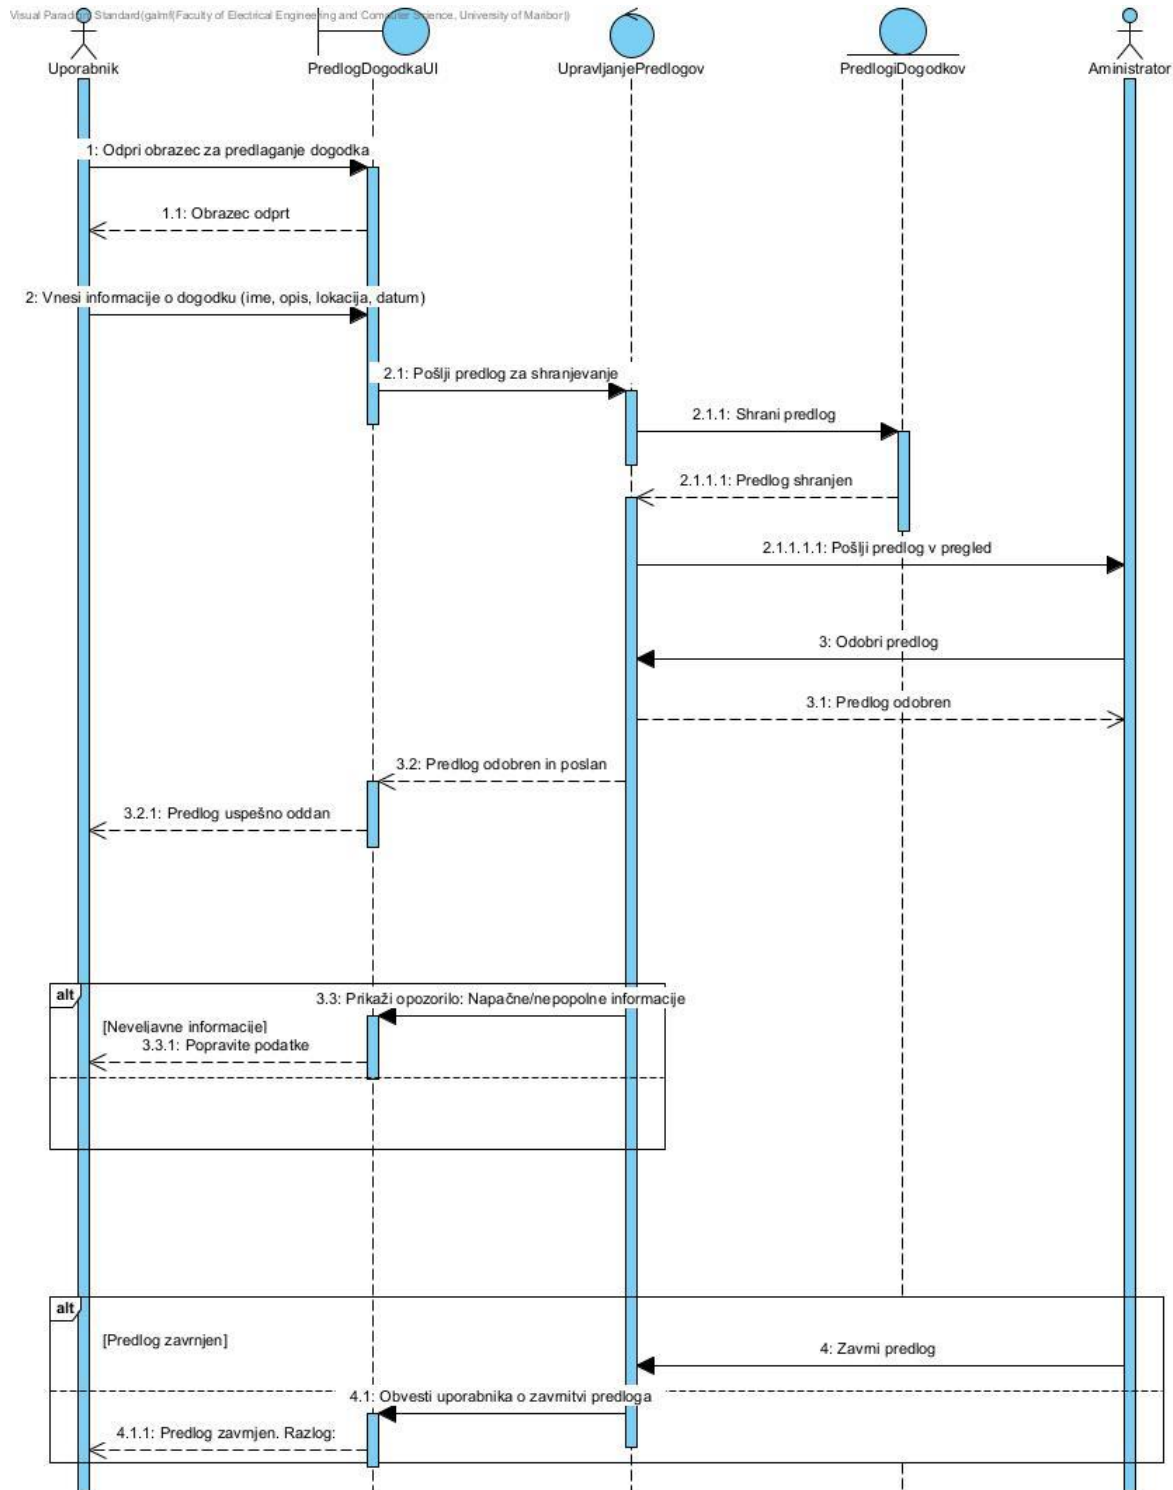 Visual Paradigm Standard(galmf(Faculty of Electrical Engineering and Computer Science, University of Maribor))
Uporabnik
PredlogDogodkaUI
UpravljanjePredlogov
PredlogiDogodkov
Aministrator
1: Odpri obrazec za predlaganje dogodka
1.1: Obrazec odprt
2: Vnesi informacije o dogodku (ime, opis, lokacija, datum)
2.1: Pošlji predlog za shranjevanje
2.1.1: Shrani predlog
2.1.1.1: Predlog shranjen
2.1.1.1.1: Pošlji predlog v pregled
3: Odobri predlog
3.1: Predlog odobren
3.2: Predlog odobren in poslan
3.2.1: Predlog uspešno oddan
alt
3.3: Prikaži opozorilo: Napačne/nepopolne informacije
[Neveljavne informacije]
3.3.1: Popravite podatke
alt
[Predlog zavrnjen]
4: Zavrni predlog
4.1: Obvesti uporabnika o zavrnitvi predloga
4.1.1: Predlog zavrnjen. Razlog: